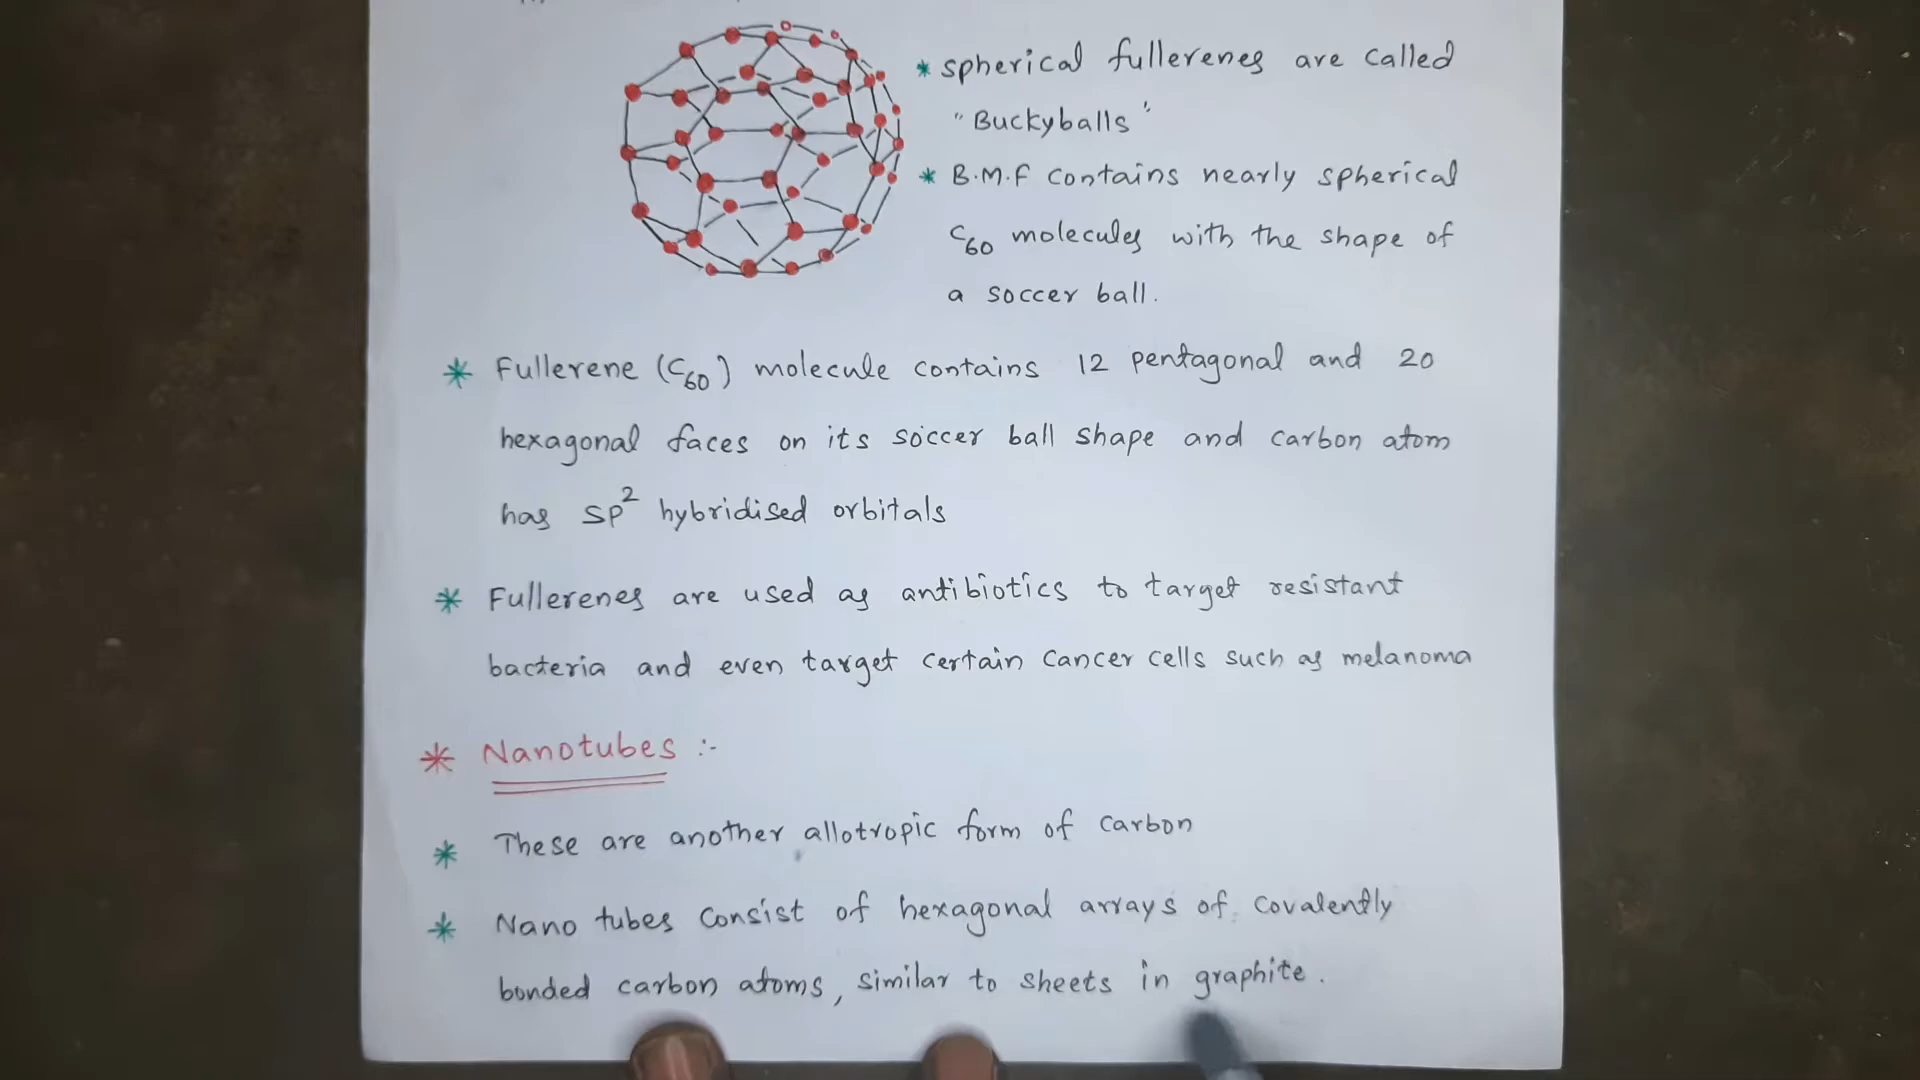 * spherical fullerenes are called
"Buckyballs"
* B.M.F contains nearly spherical
C60 molecules with the shape of
a soccer ball.
* Fullerene (C60) molecule contains 12 pentagonal and 20
hexagonal faces on its soccer ball shape and carbon atom
has sp² hybridised orbitals
* Fullerenes are used as antibiotics to target resistant
bacteria and even target certain cancer cells such as melanoma
* Nanotubes :-
* These are another allotropic form of carbon
* Nano tubes consist of hexagonal arrays of covalently
bonded carbon atoms, similar to sheets in graphite.